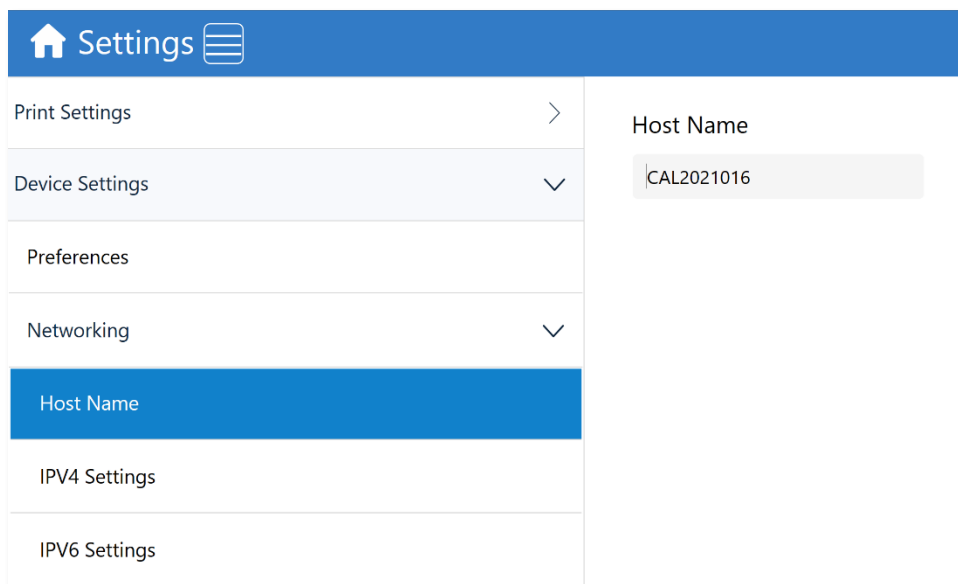 Settings
Print Settings
Device Settings
Preferences
Networking
Host Name
IPV4 Settings
IPV6 Settings
Host Name
CAL2021016